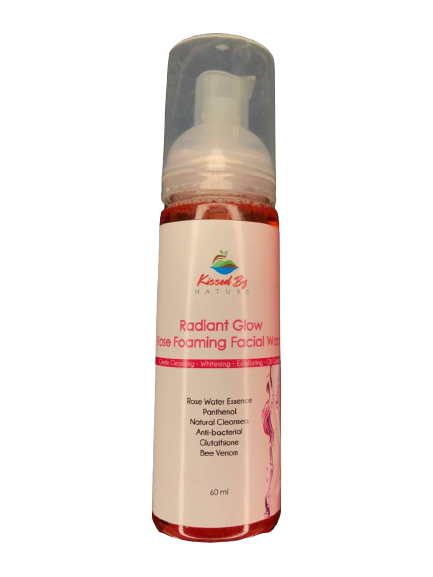 Kissed By
NATURE
Radiant Glow
Rose Foaming Facial Wash
Gentle Cleansing • Whitening • Exfoliating • Oil
Rose Water Essence
Panthenol
Natural Cleansers
Anti-bacterial
Glutathione
Bee Venom
60 ml